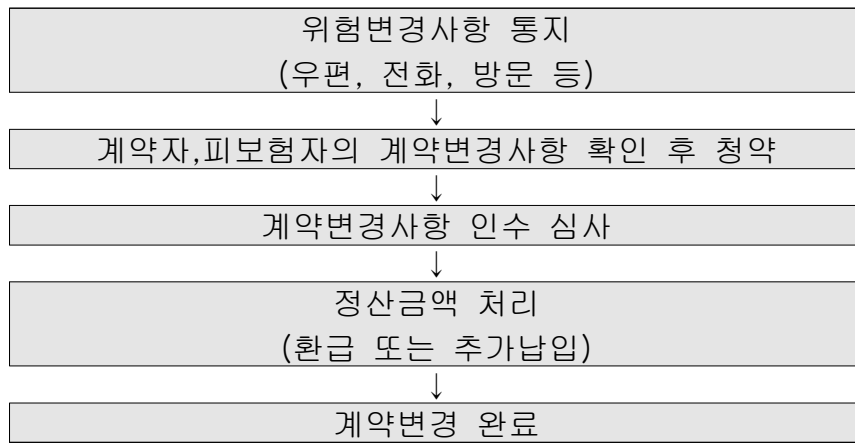 위험변경사항 통지
(우편, 전화, 방문 등)
↓
계약자,피보험자의 계약변경사항 확인 후 청약
↓
계약변경사항 인수 심사
↓
정산금액 처리
(환급 또는 추가납입)
↓
계약변경 완료